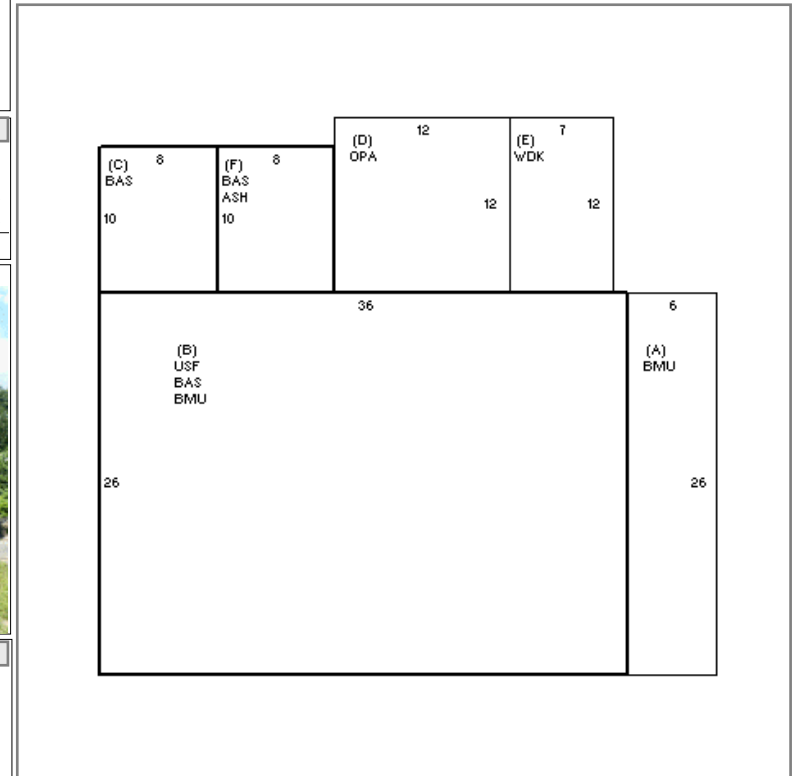 12
7
(D)
OPA
(E)
WDK
12
12
(C)
8
BAS
10
(F)
8
BAS
ASH
10
36
6
(B)
USF
BAS
BMU
(A)
BMU
26
26